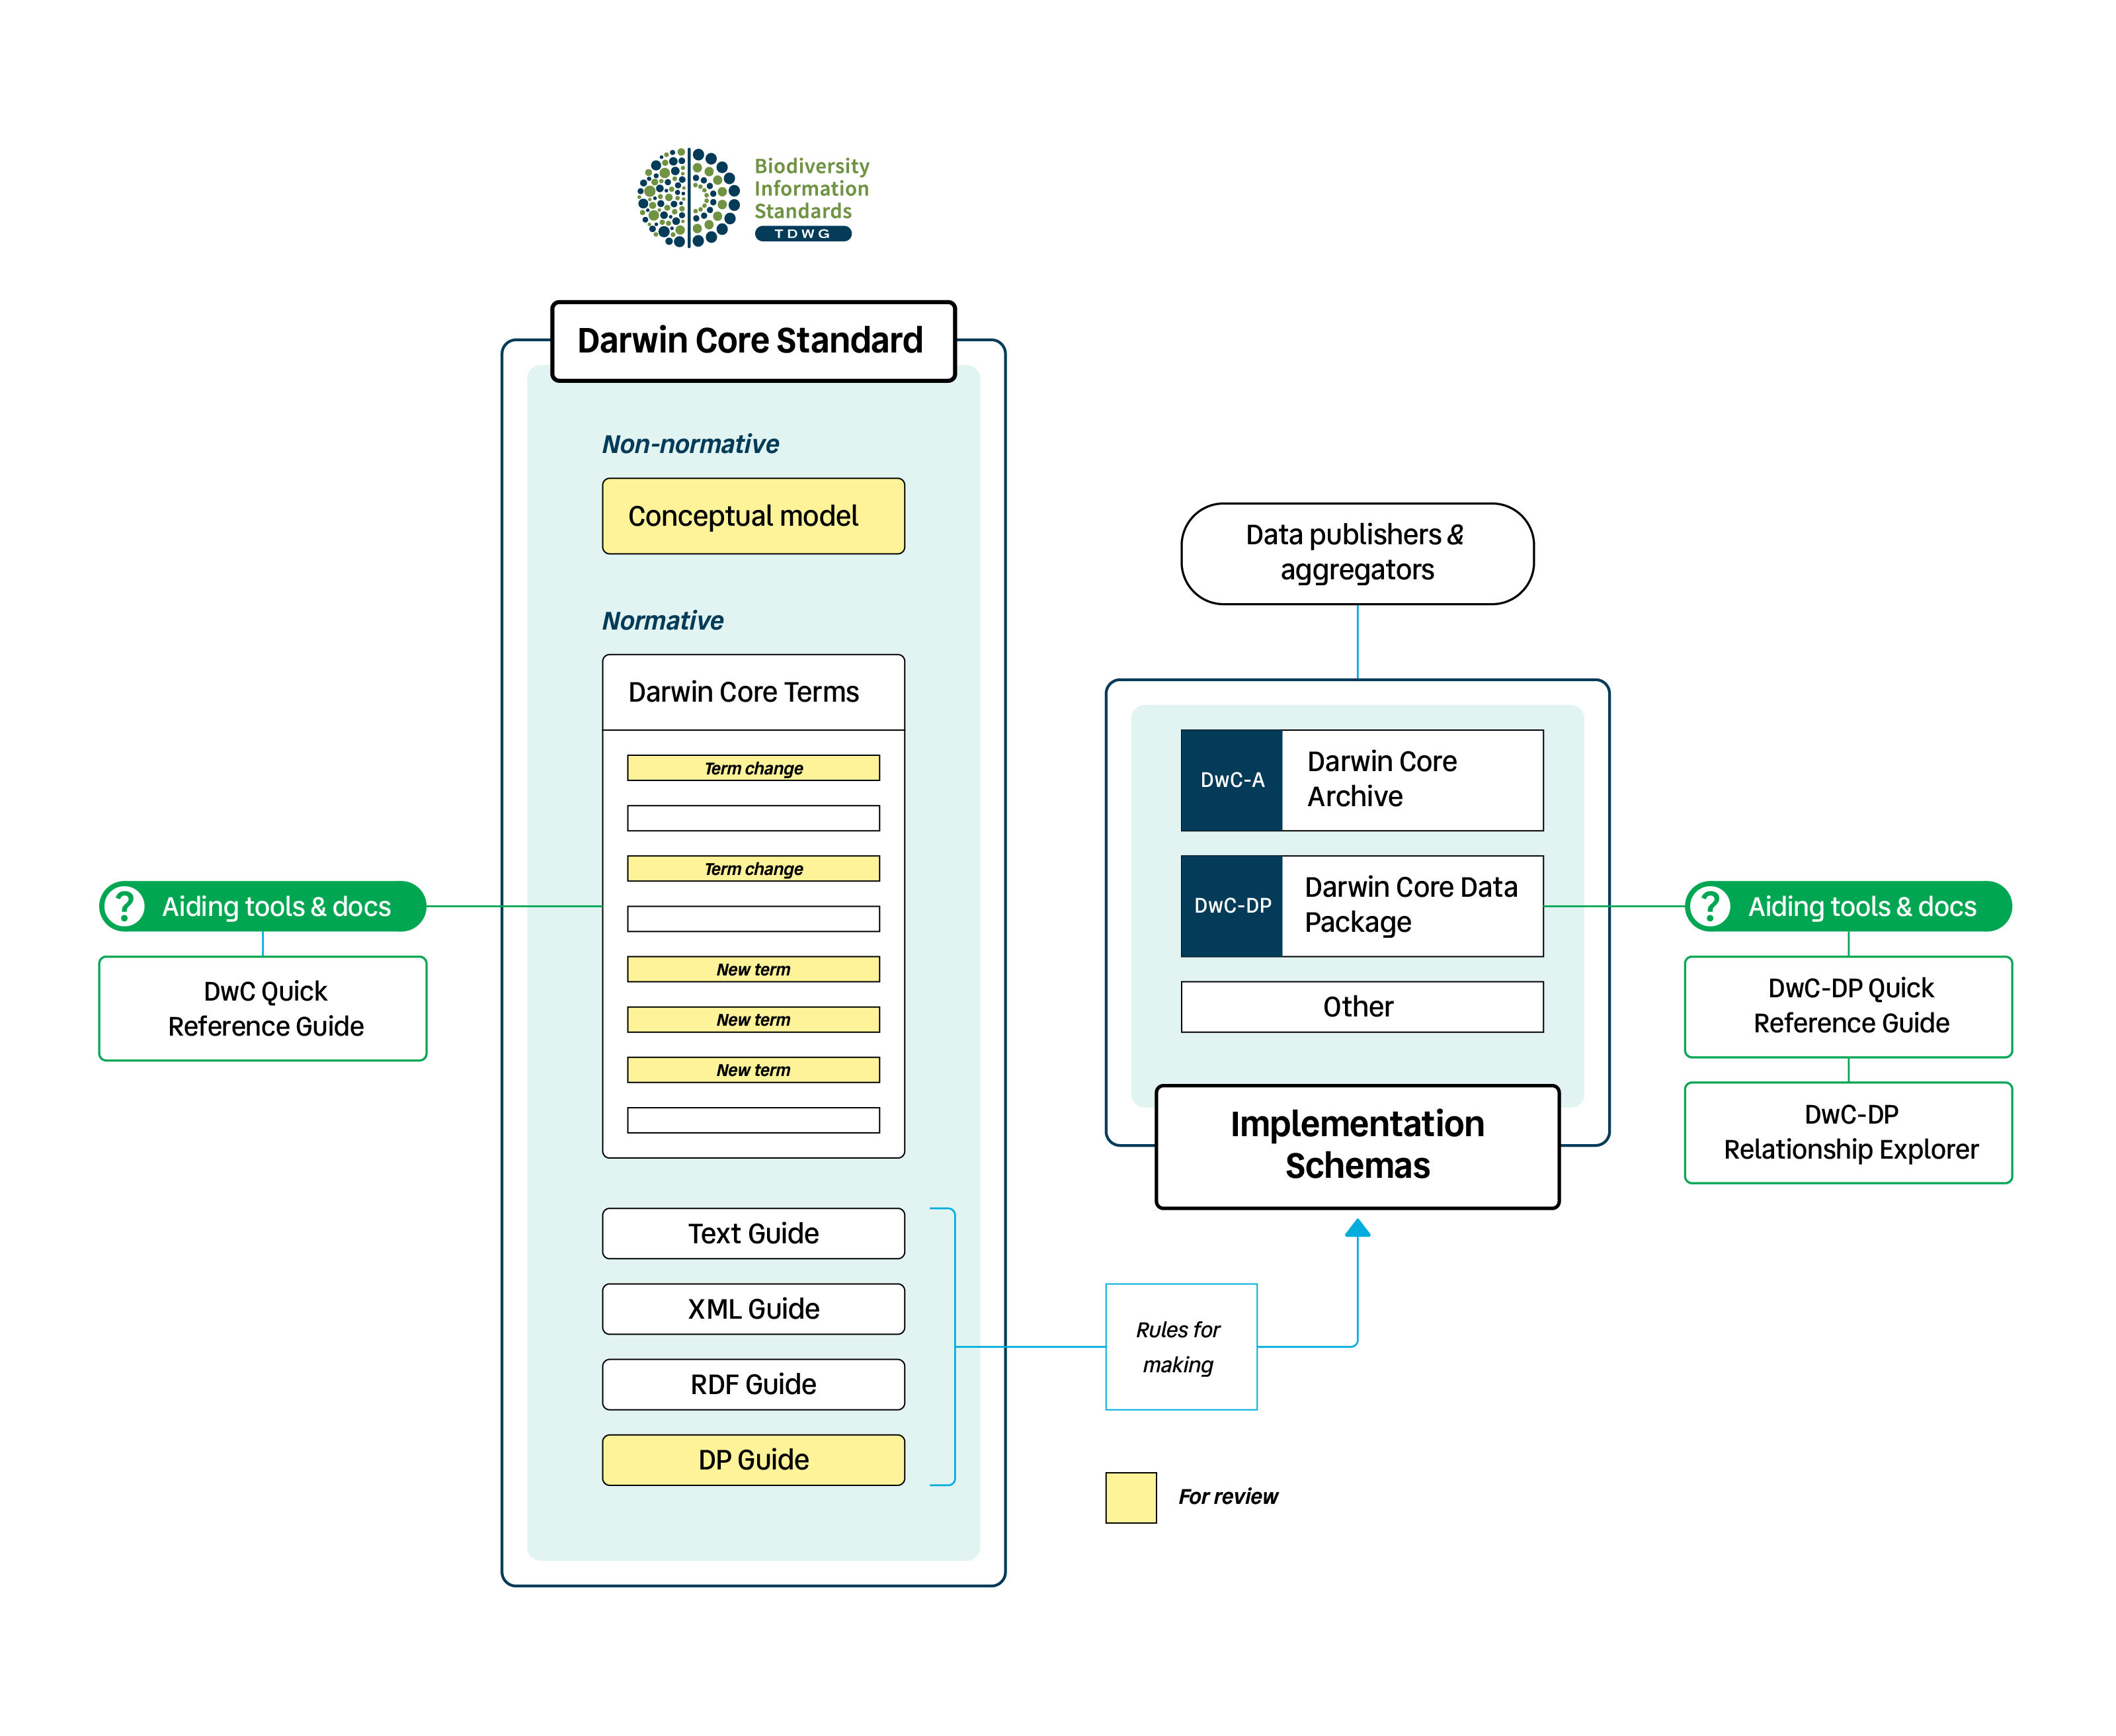 Biodiversity
Information
Standards
TDWG
Darwin Core Standard
Non-normative
Conceptual model
Normative
Darwin Core Terms
Term change
Term change
New term
New term
New term
Text Guide
XML Guide
RDF Guide
DP Guide
? Aiding tools & docs
DwC Quick
Reference Guide
Data publishers &
aggregators
DwC-A
Darwin Core
Archive
DwC-DP
Darwin Core Data
Package
Other
Implementation
Schemas
Rules for
making
For review
? Aiding tools & docs
DwC-DP Quick
Reference Guide
DwC-DP
Relationship Explorer